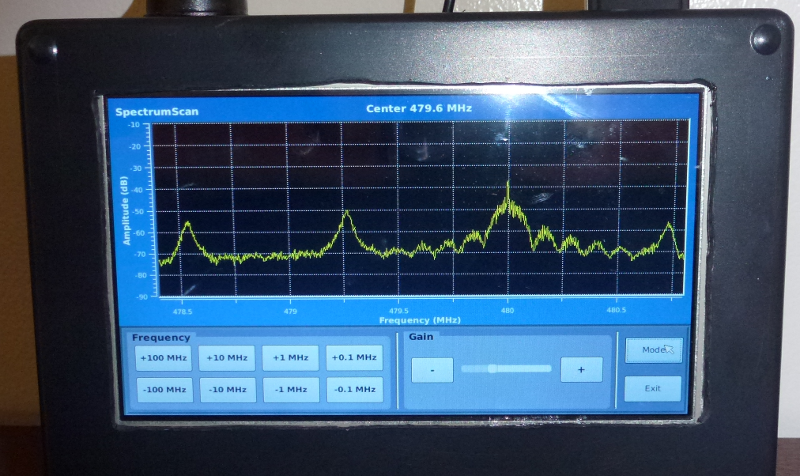 SpectrumScan
Center 479.6 MHz
-10
-20
-30
-40
-50
-60
-70
-80
-90
Amplitude (dB)
478.5 479 479.5 480 480.5
Frequency (MHz)
Frequency
+100 MHz +10 MHz +1 MHz +0.1 MHz
-100 MHz -10 MHz -1 MHz -0.1 MHz
Gain
- +
Mode
Exit